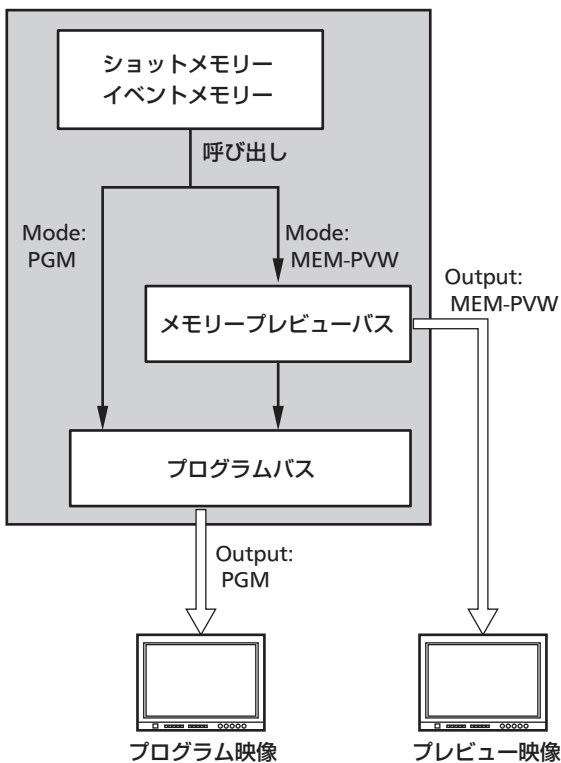 ショットメモリー
イベントメモリー
呼び出し
Mode:
PGM
Mode:
MEM-PVW
Output:
MEM-PVW
メモリープレビューバス
プログラムバス
Output:
PGM
プログラム映像
プレビュー映像